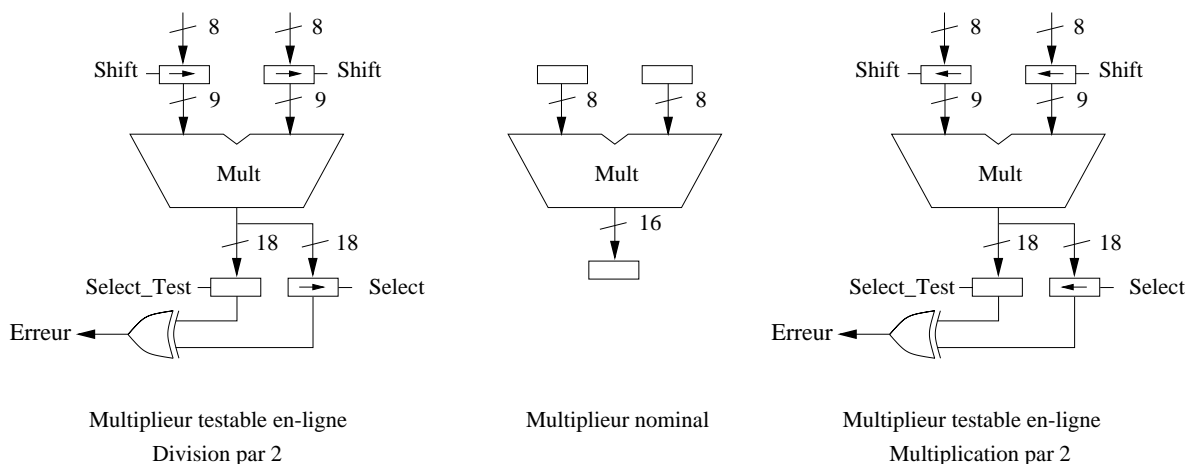 8 8
Shift Shift
9 9
Mult
18 18
Select_Test Select
Erreur
Multiplieur testable en-ligne
Division par 2
8 8
Mult
16
Multiplieur nominal
8 8
Shift Shift
9 9
Mult
18 18
Select_Test Select
Erreur
Multiplieur testable en-ligne
Multiplication par 2